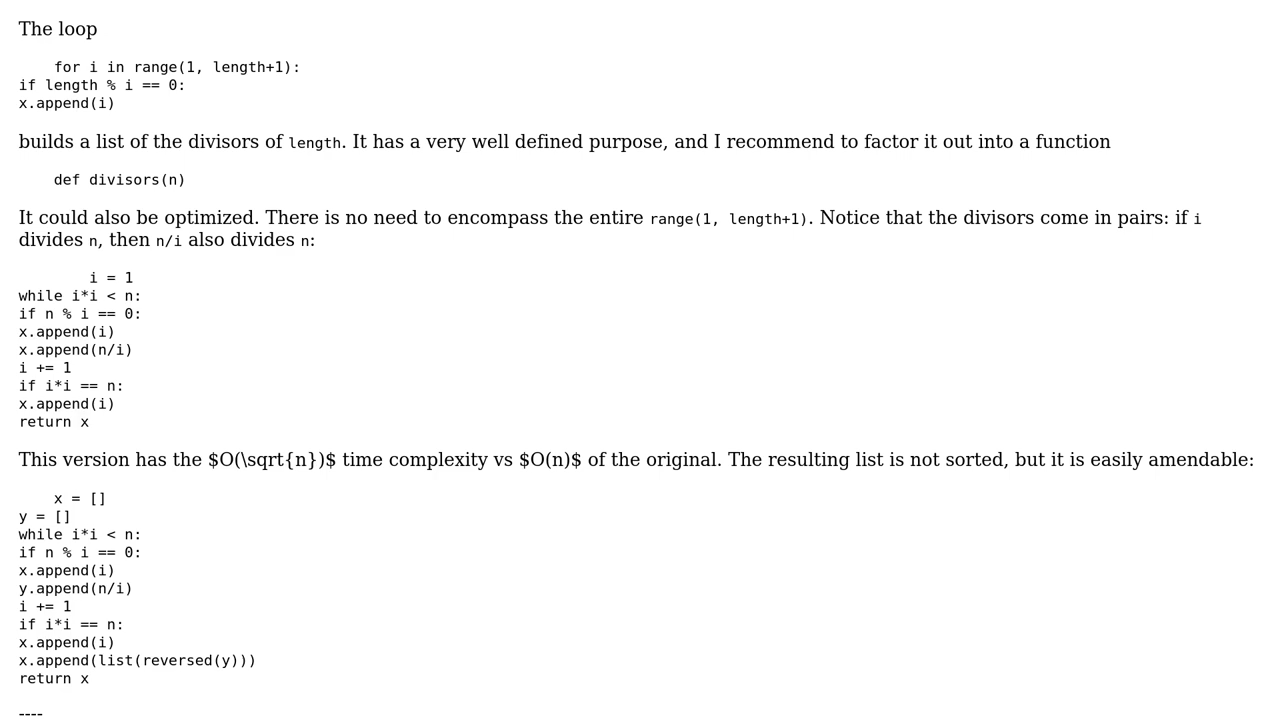 The loop
for i in range(1, length+1):
if length % i == 0:
x.append(i)
builds a list of the divisors of length. It has a very well defined purpose, and I recommend to factor it out into a function
def divisors(n)
It could also be optimized. There is no need to encompass the entire range(1, length+1). Notice that the divisors come in pairs: if i
divides n, then n/i also divides n:
i = 1
while i*i < n:
if n % i == 0:
x.append(i)
x.append(n/i)
i += 1
if i*i == n:
x.append(i)
return x
This version has the $O(\sqrt{n})$ time complexity vs $O(n)$ of the original. The resulting list is not sorted, but it is easily amendable:
x = []
y = []
while i*i < n:
if n % i == 0:
x.append(i)
y.append(n/i)
i += 1
if i*i == n:
x.append(i)
x.append(list(reversed(y)))
return x
----